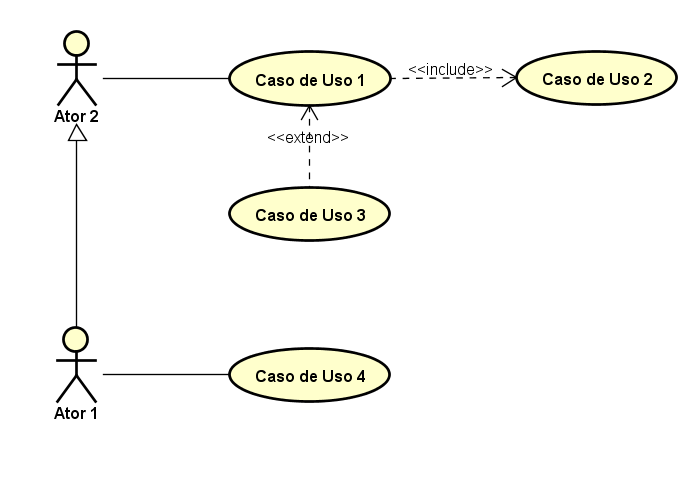 Ator 2
Caso de Uso 1
<<include>>
Caso de Uso 2
<<extend>>
Caso de Uso 3
Ator 1
Caso de Uso 4